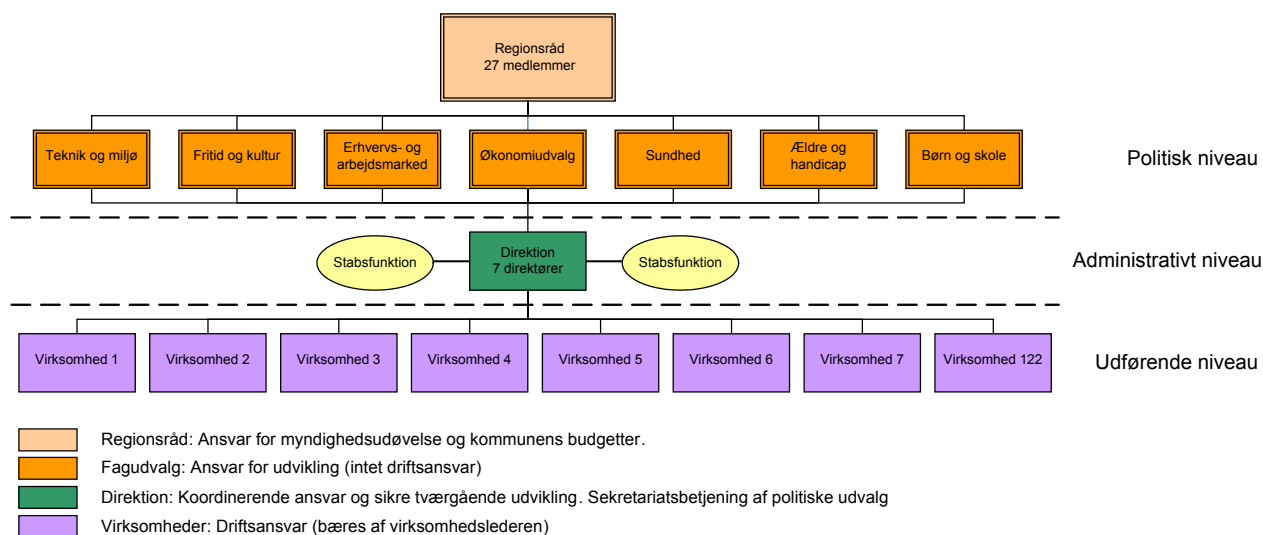 Regionsråd
27 medlemmer
Teknik og miljø
Fritid og kultur
Erhvervs- og
arbejdsmarked
Økonomiudvalg
Sundhed
Ældre og
handicap
Børn og skole
Politisk niveau
Stabsfunktion
Direktion
7 direktører
Stabsfunktion
Administrativt niveau
Virksomhed 1
Virksomhed 2
Virksomhed 3
Virksomhed 4
Virksomhed 5
Virksomhed 6
Virksomhed 7
Virksomhed 122
Udførende niveau
Regionsråd: Ansvar for myndighedsudøvelse og kommunens budgetter.
Fagudvalg: Ansvar for udvikling (intet driftsansvar)
Direktion: Koordinerende ansvar og sikre tværgående udvikling. Sekretariatsbetjening af politiske udvalg
Virksomheder: Driftsansvar (bæres af virksomhedslederen)